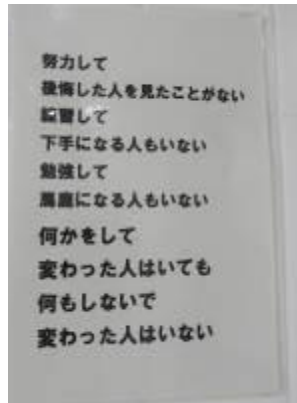 努力して
後悔した人を見たことがない
練習して
下手になる人もいない
勉強して
馬鹿になる人もいない
何かをして
変わった人はいても
何もしないで
変わった人はいない